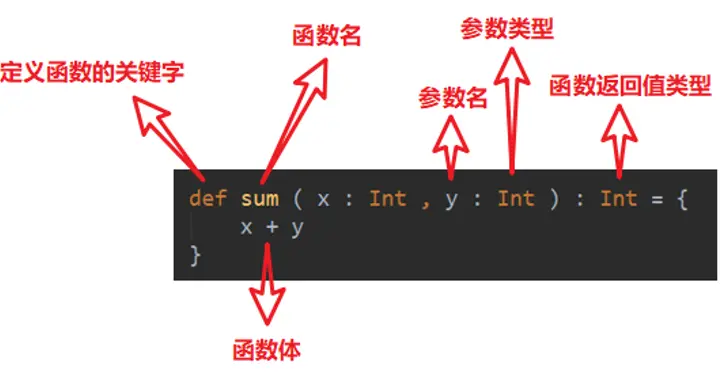 函数名
参数类型
定义函数的关键字
参数名
函数返回值类型
def sum ( x : Int , y : Int ) : Int = {
x + y
}
函数体